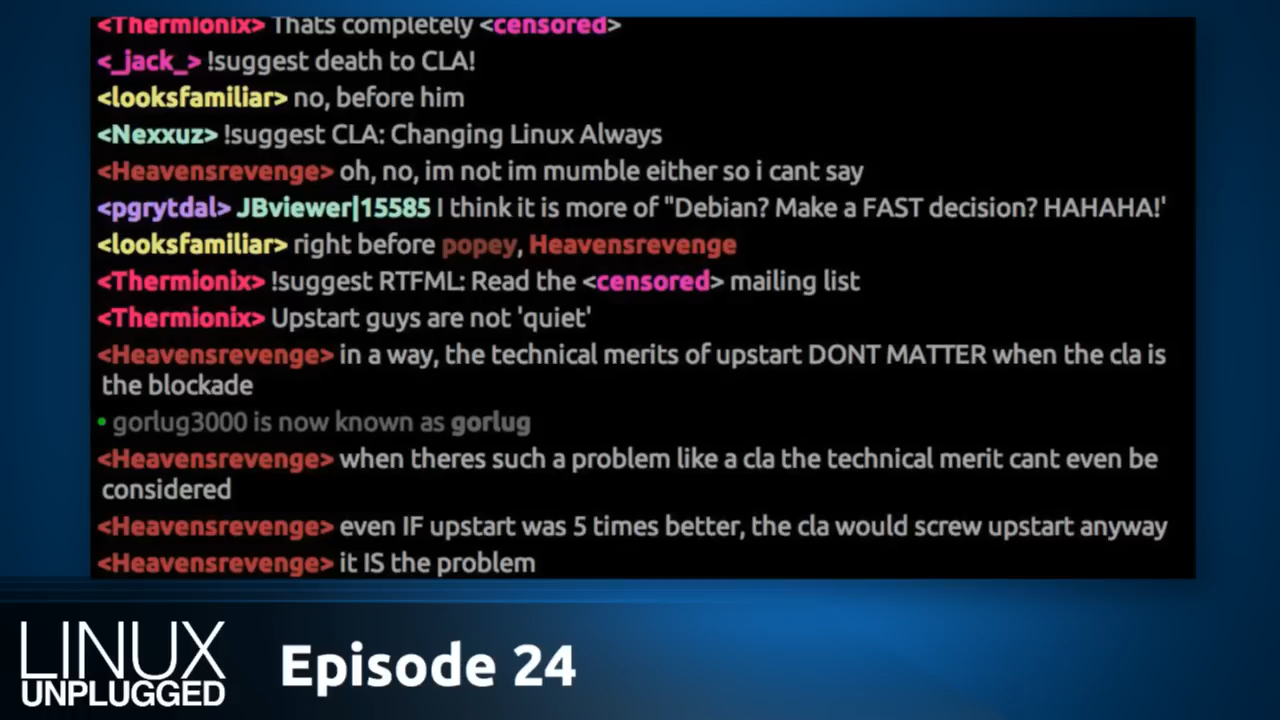 <Thermionix> Thats completely <censored>
<_jack_> !suggest death to CLA!
<looksfamiliar> no, before him
<Nexxuz> !suggest CLA: Changing Linux Always
<Heavensrevenge> oh, no, im not im mumble either so i cant say
<pgrytdal> JBviewer|15585 I think it is more of "Debian? Make a FAST decision? HAHAHA!'
<looksfamiliar> right before popey, Heavensrevenge
<Thermionix> !suggest RTFML: Read the <censored> mailing list
<Thermionix> Upstart guys are not 'quiet'
<Heavensrevenge> in a way, the technical merits of upstart DONT MATTER when the cla is
the blockade
• gorlug3000 is now known as gorlug
<Heavensrevenge> when theres such a problem like a cla the technical merit cant even be
considered
<Heavensrevenge> even IF upstart was 5 times better, the cla would screw upstart anyway
<Heavensrevenge> it IS the problem
LINUX
UNPLUGGED
Episode 24